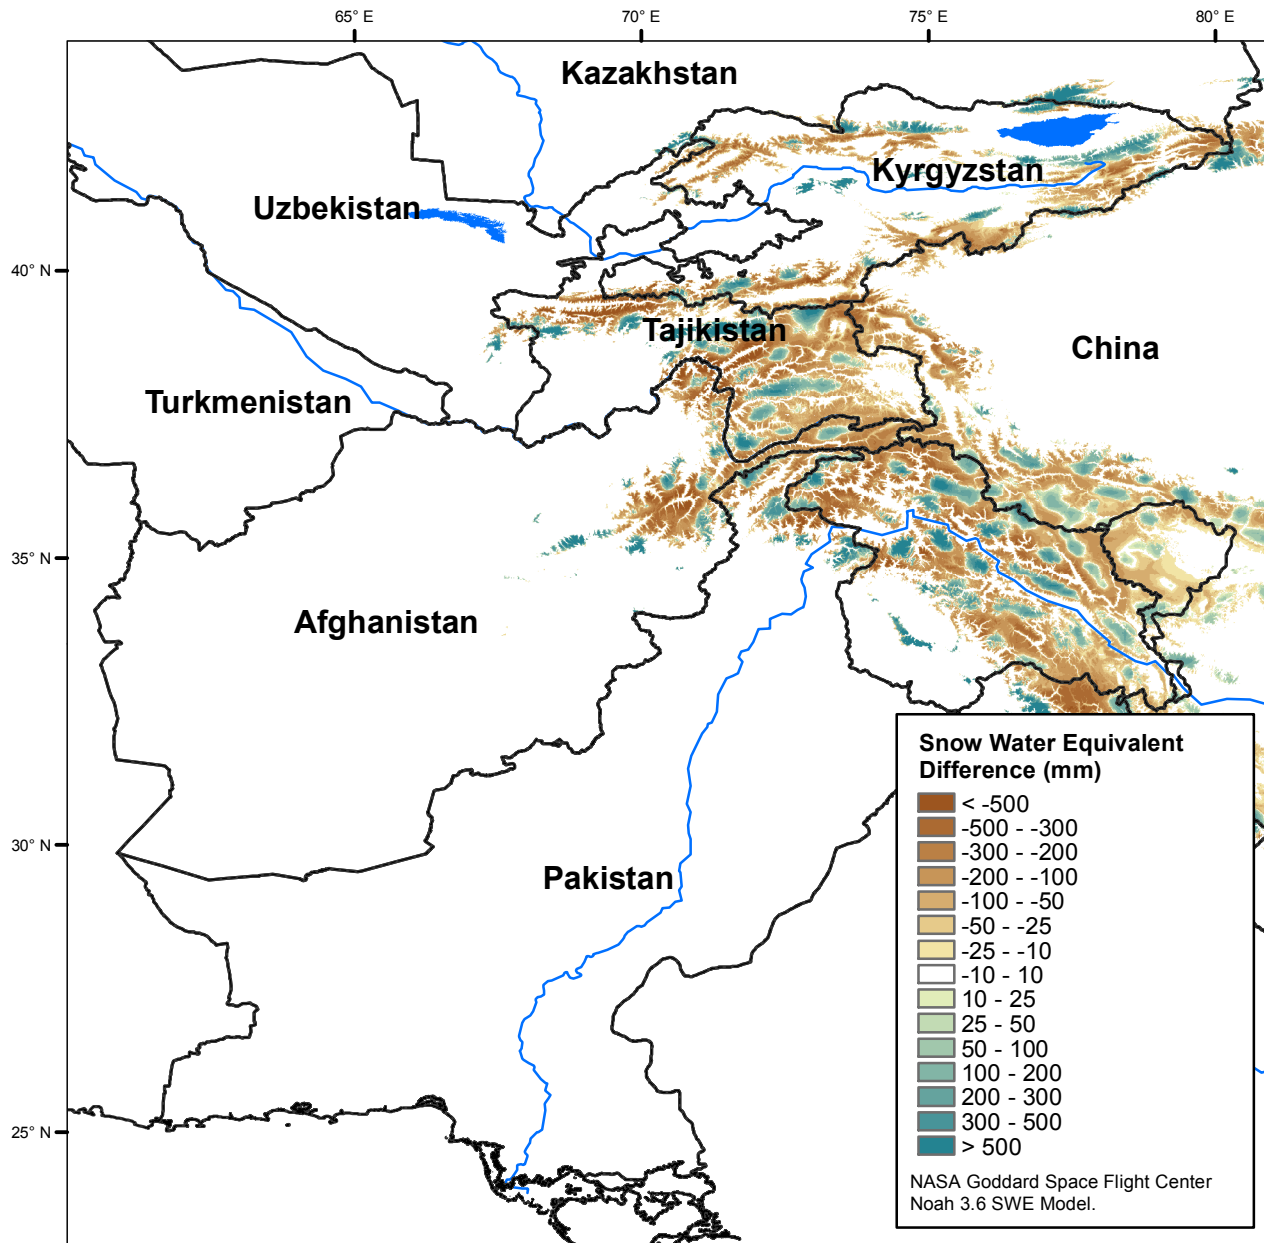 65° E
70° E
75° E
80° E
Kazakhstan
Kyrgyzstan
Uzbekistan
40° N
Tajikistan
China
Turkmenistan
35° N
Afghanistan
30° N
Pakistan
25° N
Snow Water Equivalent
Difference (mm)
< -500
-500 - -300
-300 - -200
-200 - -100
-100 - -50
-50 - -25
-25 - -10
-10 - 10
10 - 25
25 - 50
50 - 100
100 - 200
200 - 300
300 - 500
> 500
NASA Goddard Space Flight Center
Noah 3.6 SWE Model.